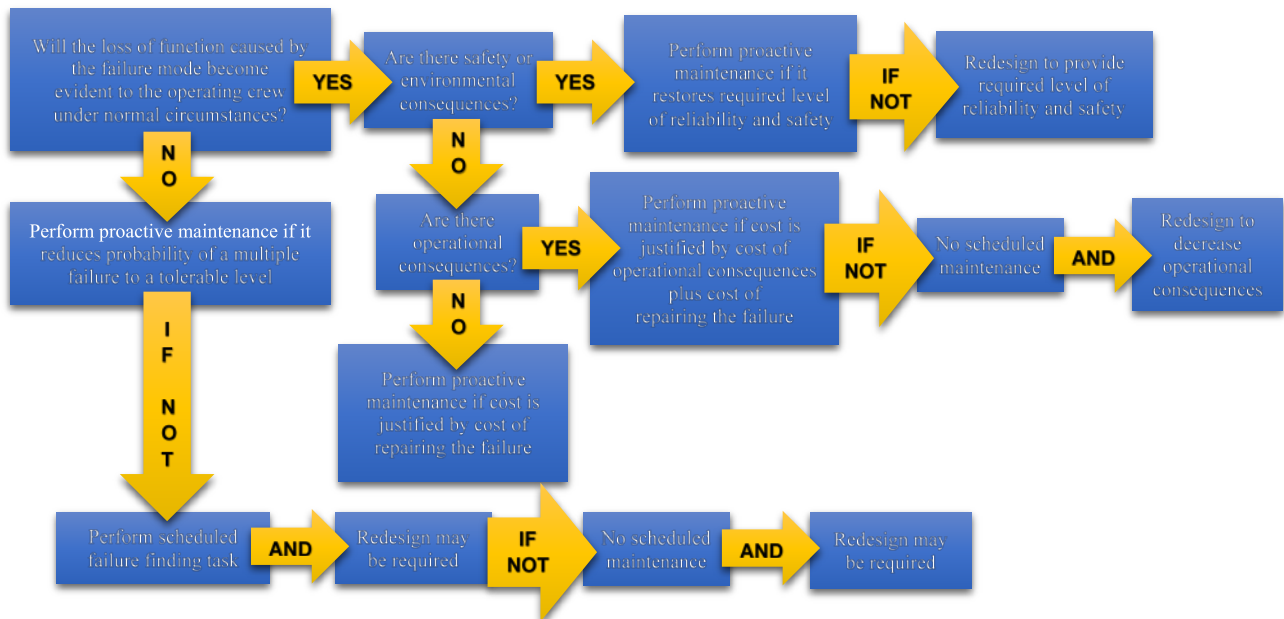 Will the loss of function caused by
the failure mode become
evident to the operating crew
under normal circumstances?
YES
Are there safety or
environmental
consequences?
YES
Perform proactive
maintenance if it
restores required level
of reliability and safety
IF
NOT
Redesign to provide
required level of
reliability and safety
N
O
N
O
Perform proactive maintenance if it
reduces probability of a multiple
failure to a tolerable level
Are there
operational
consequences?
YES
Perform proactive
maintenance if cost is
justified by cost of
operational consequences
plus cost of
repairing the failure
IF
NOT
No scheduled
maintenance
AND
Redesign to
decrease
operational
consequences
I
F
N
O
T
N
O
Perform proactive
maintenance if cost is
justified by cost of
repairing the failure
Perform scheduled
failure finding task
AND
Redesign may
be required
IF
NOT
No scheduled
maintenance
AND
Redesign may
be required